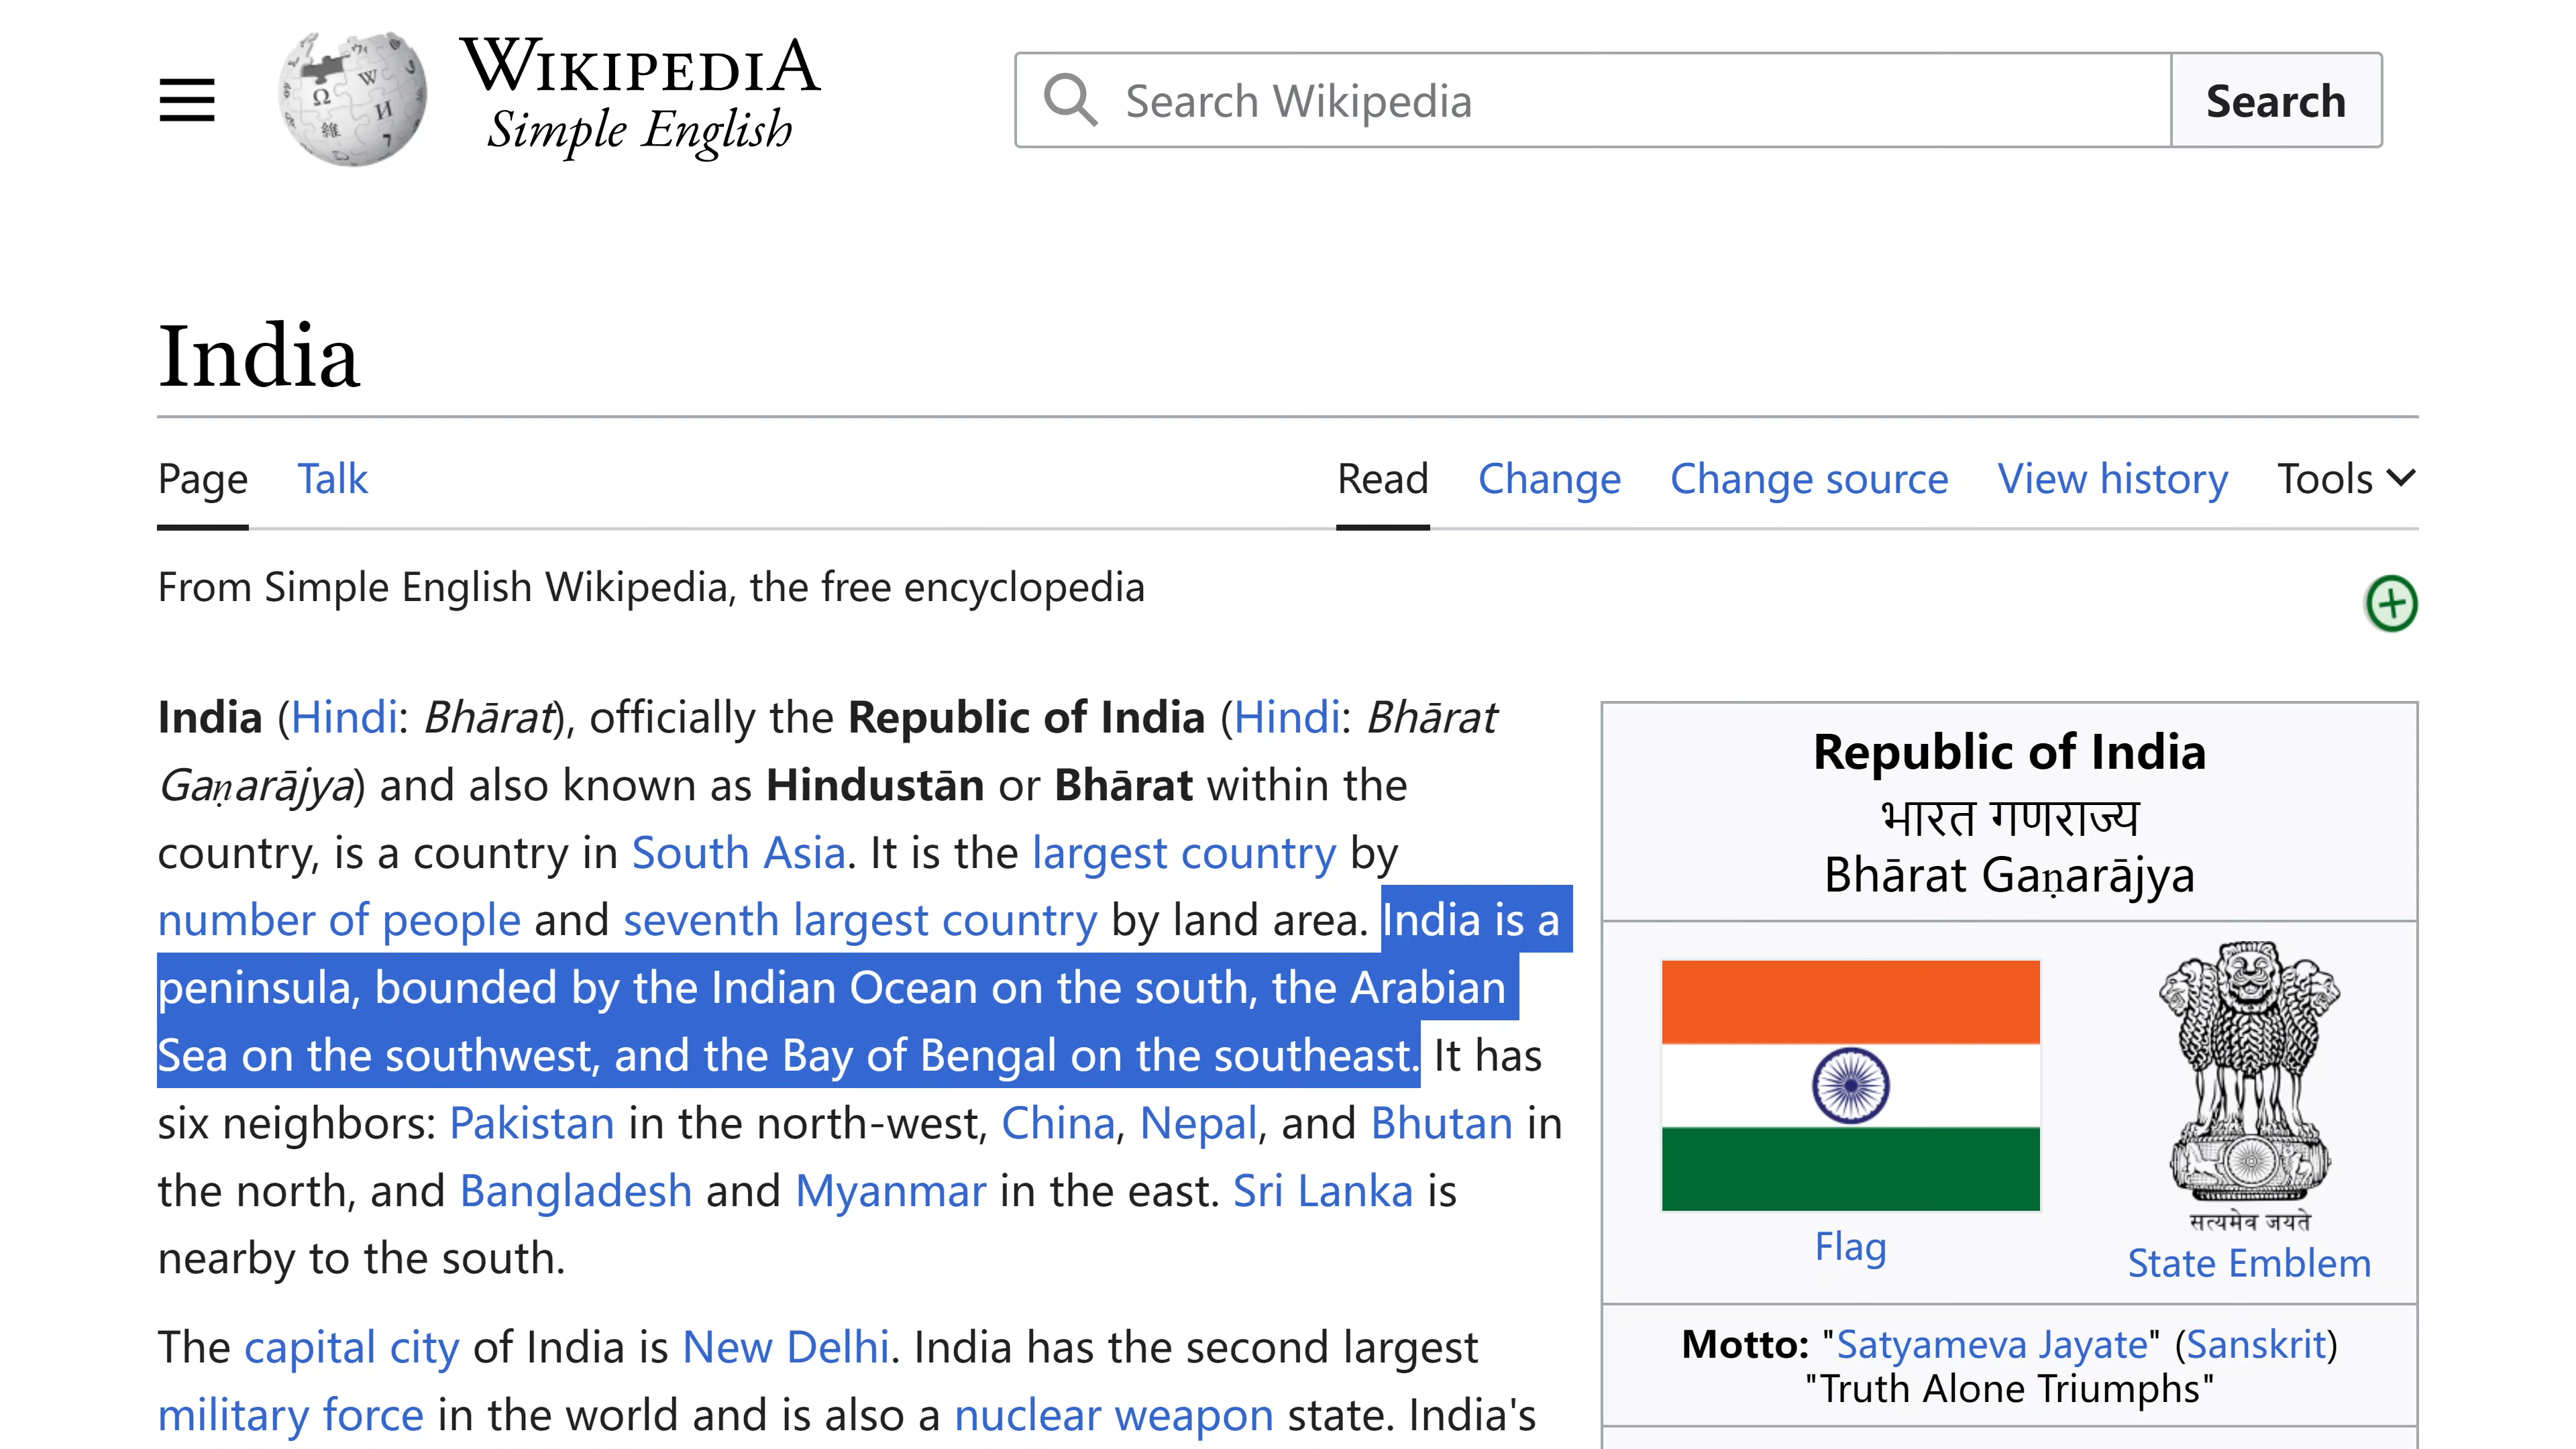 WIKIPEDIA
Simple English
Search Wikipedia
Search
India
Page Talk
Read Change Change source View history Tools
From Simple English Wikipedia, the free encyclopedia
India (Hindi: Bhārat), officially the Republic of India (Hindi: Bhārat
Gaṇarājya) and also known as Hindustān or Bhārat within the
country, is a country in South Asia. It is the largest country by
number of people and seventh largest country by land area. India is a
peninsula, bounded by the Indian Ocean on the south, the Arabian
Sea on the southwest, and the Bay of Bengal on the southeast. It has
six neighbors: Pakistan in the north-west, China, Nepal, and Bhutan in
the north, and Bangladesh and Myanmar in the east. Sri Lanka is
nearby to the south.
The capital city of India is New Delhi. India has the second largest
military force in the world and is also a nuclear weapon state. India's
Republic of India
भारत गणराज्य
Bhārat Gaṇarājya
सत्यमेव जयते
Flag
State Emblem
Motto: "Satyameva Jayate" (Sanskrit)
"Truth Alone Triumphs"